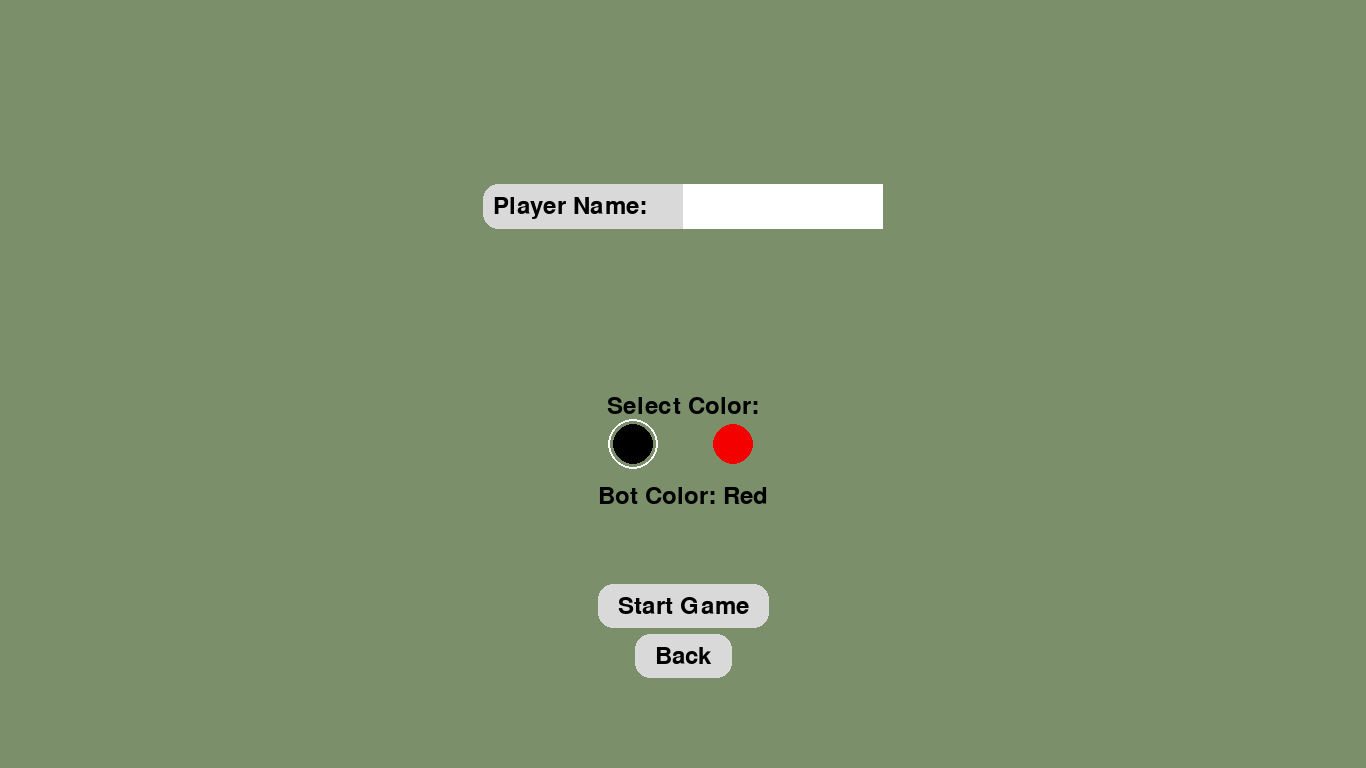 Player Name:
Select Color:
Bot Color: Red
Start Game
Back